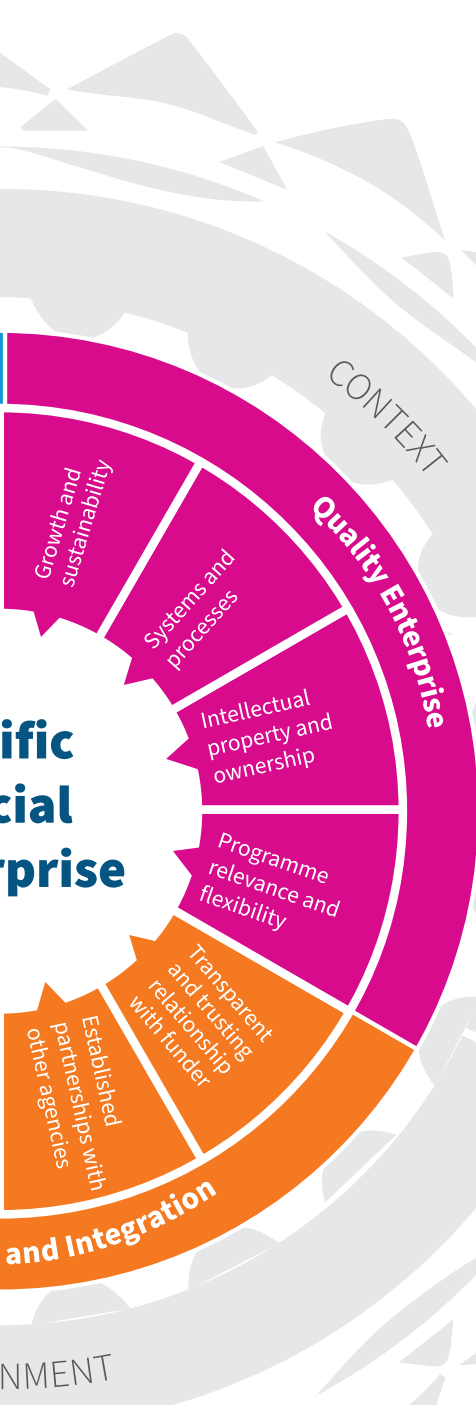 CONTEXT
Quality Enterprise
Growth and
sustainability
Systems and
processes
Intellectual
property and
ownership
Programme
relevance and
flexibility
ific
cial
rprise
Transparent
and trusting
relationship
with funder
Established
partnerships with
other agencies
and Integration
NMENT